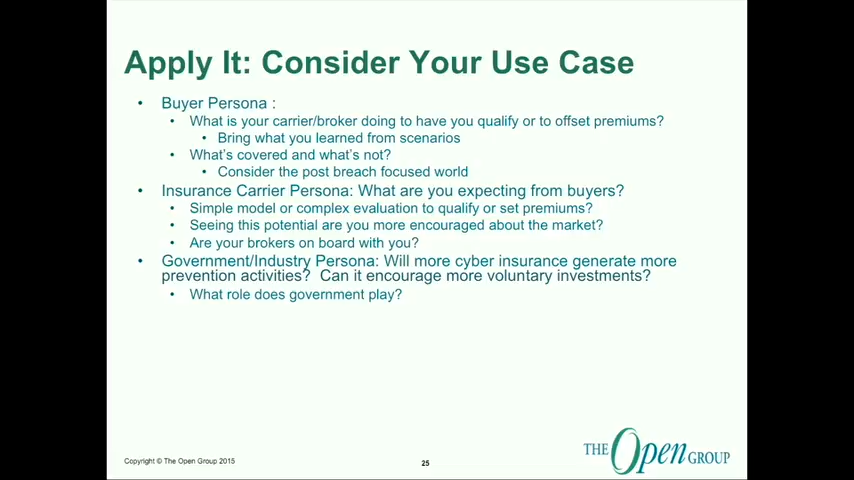 Apply It: Consider Your Use Case
• Buyer Persona :
• What is your carrier/broker doing to have you qualify or to offset premiums?
• Bring what you learned from scenarios
• What's covered and what's not?
• Consider the post breach focused world
• Insurance Carrier Persona: What are you expecting from buyers?
• Simple model or complex evaluation to qualify or set premiums?
• Seeing this potential are you more encouraged about the market?
• Are your brokers on board with you?
• Government/Industry Persona: Will more cyber insurance generate more
prevention activities? Can it encourage more voluntary investments?
• What role does government play?
Copyright © The Open Group 2015
25
THE Open GROUP